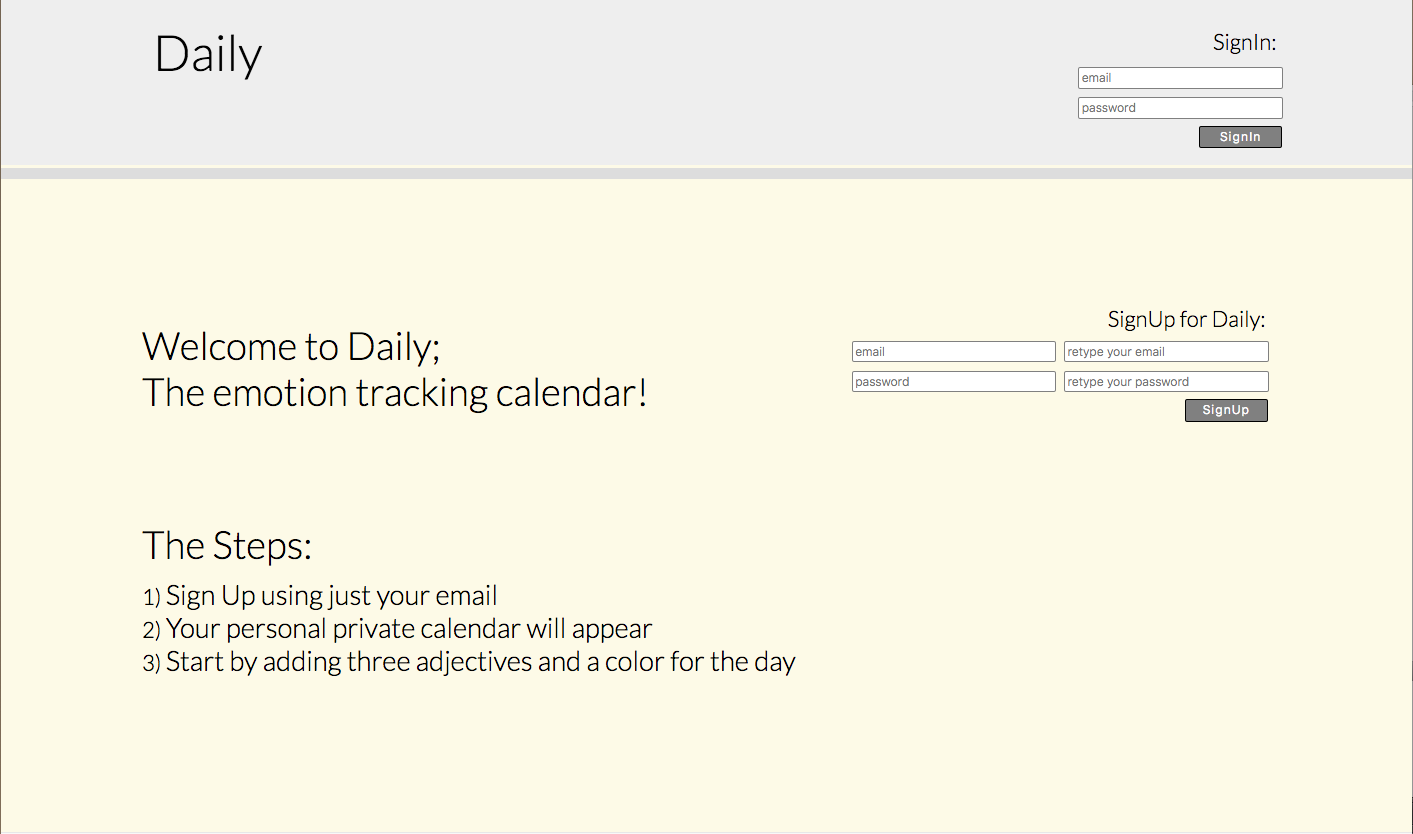 Daily
SignIn:
email
password
SignIn
Welcome to Daily;
The emotion tracking calendar!
SignUp for Daily:
email retype your email
password retype your password
SignUp
The Steps:
1) Sign Up using just your email
2) Your personal private calendar will appear
3) Start by adding three adjectives and a color for the day